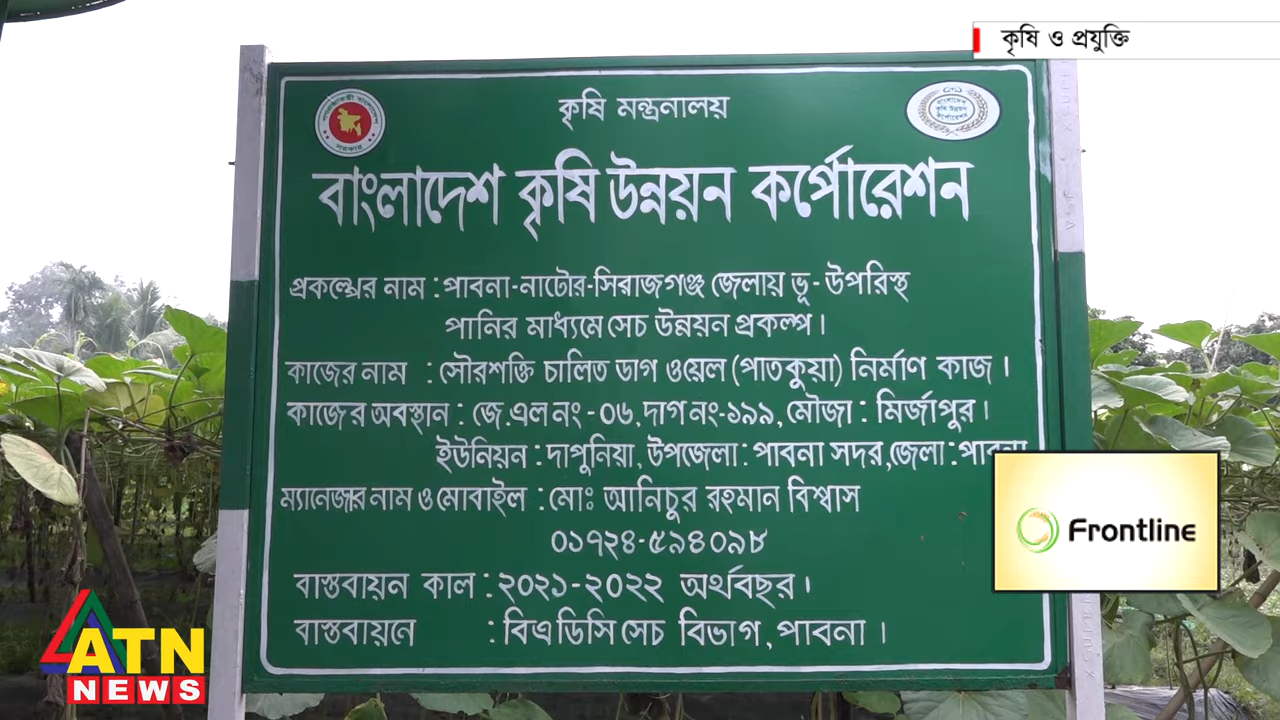 কৃষি ও প্রযুক্তি
কৃষি মন্ত্রনালয়
বাংলাদেশ কৃষি উন্নয়ন কর্পোরেশন
প্রকল্পের নাম : পাবনা-নাটোর-সিরাজগঞ্জ জেলায় ভূ-উপরিস্থ
পানির মাধ্যমে সেচ উন্নয়ন প্রকল্প।
কাজের নাম : সৌরশক্তি চালিত ডাগ ওয়েল (পাতকুয়া) নির্মাণ কাজ।
কাজের অবস্থান : জে.এল নং -০৬, দাগ নং-১৯৯, মৌজা : মির্জাপুর।
ইউনিয়ন : দাপুনিয়া, উপজেলা : পাবনা সদর, জেলা : পাবনা
ম্যানেজার নাম ও মোবাইল : মোঃ আনিচুর রহমান বিশ্বাস
০১৭২৪-৫৯৪০৯৮
বাস্তবায়ন কাল : ২০২১-২০২২ অর্থবছর।
বাস্তবায়নে : বিএডিসি সেচ বিভাগ, পাবনা।
Frontline
ATN
NEWS